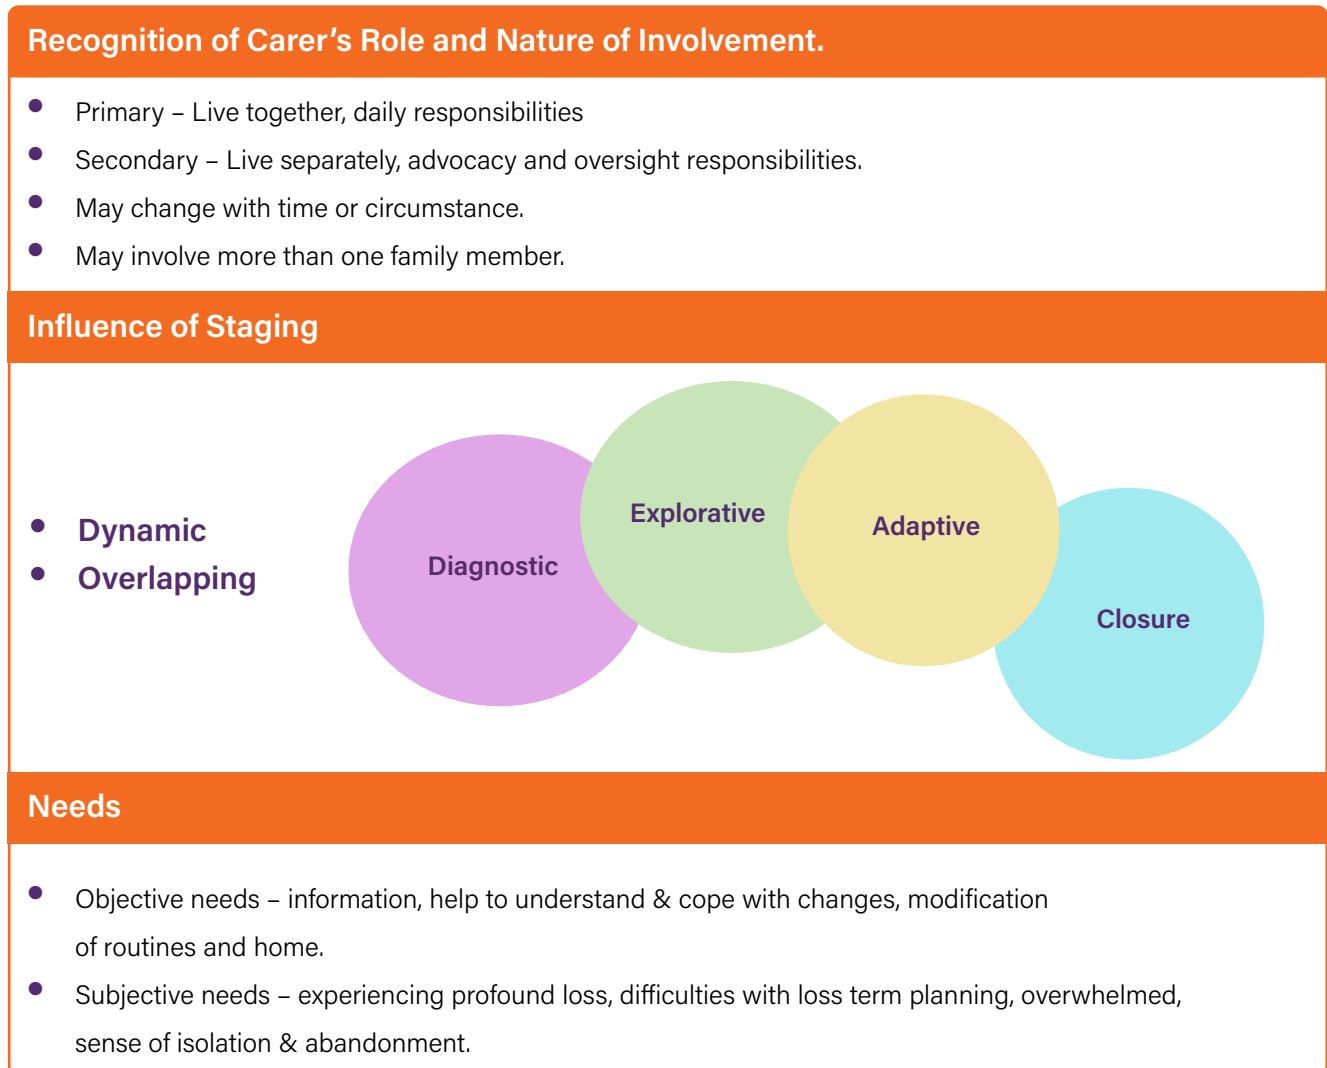 Recognition of Carer’s Role and Nature of Involvement.
• Primary – Live together, daily responsibilities
• Secondary – Live separately, advocacy and oversight responsibilities.
• May change with time or circumstance.
• May involve more than one family member.
Influence of Staging
• Dynamic
• Overlapping
Diagnostic
Explorative
Adaptive
Closure
Needs
• Objective needs – information, help to understand & cope with changes, modification
of routines and home.
• Subjective needs – experiencing profound loss, difficulties with loss term planning, overwhelmed,
sense of isolation & abandonment.